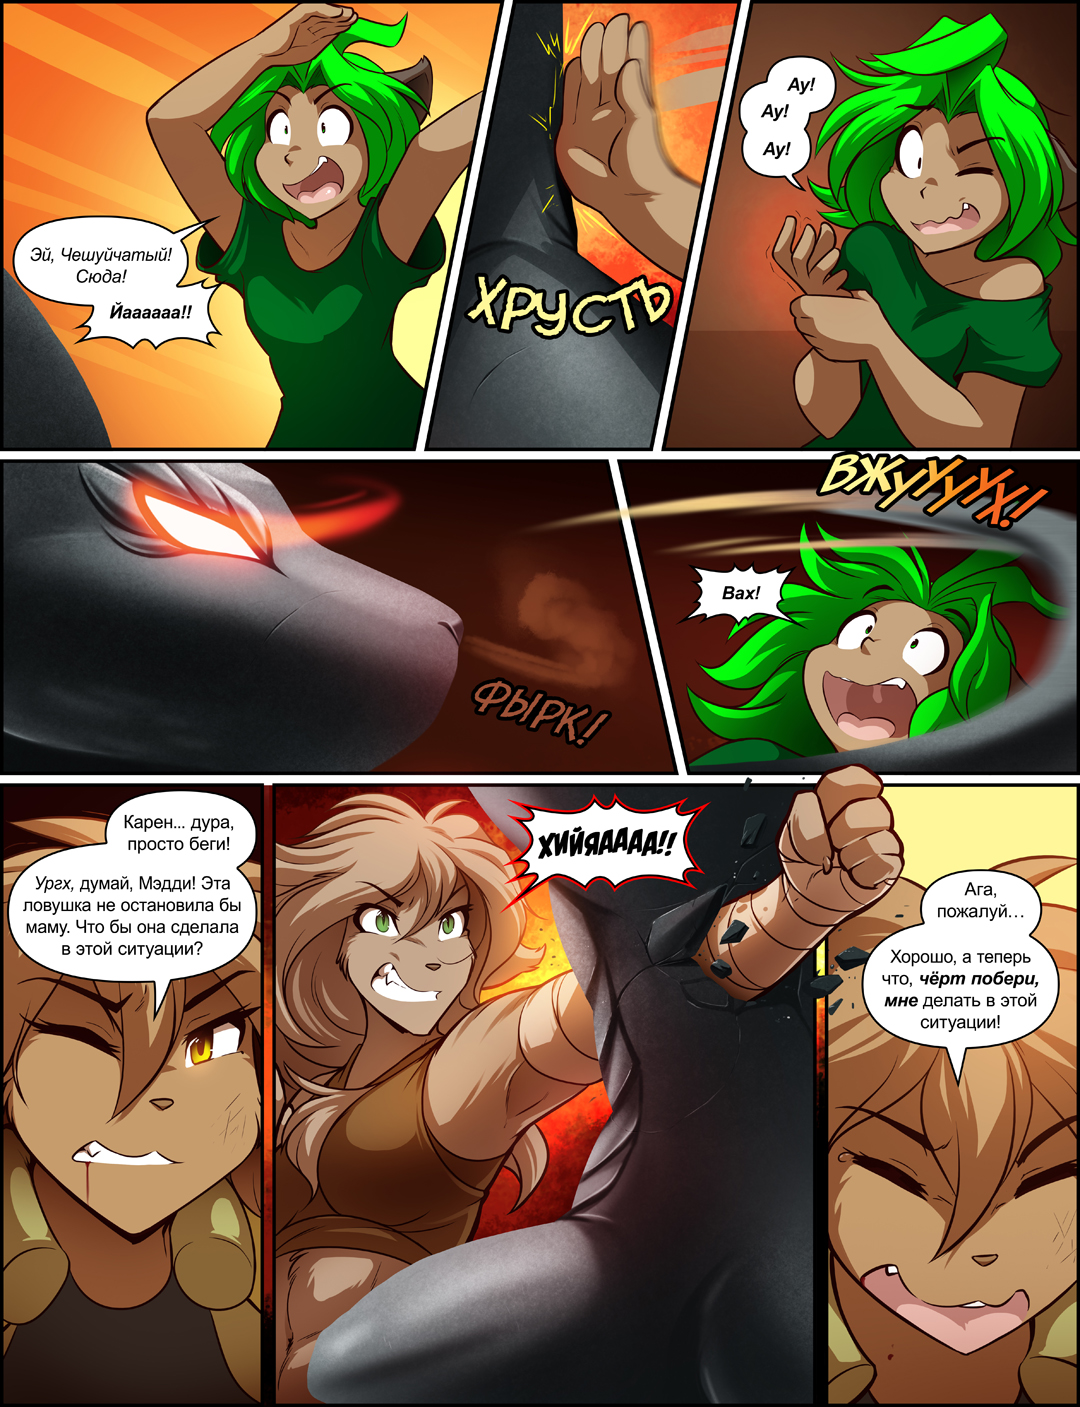 Эй, Чешуйчатый!
Сюда!
Йаааааа!!
ХРУСТЬ
Ау!
Ау!
Ау!
ФЫРК!
ВЖУУУУХ!
Вах!
Карен... дура,
просто беги!
Ургх, думай, Мэдди! Эта
ловушка не остановила бы
маму. Что бы она сделала
в этой ситуации?
ХИЙЯАААА!!
Ага,
пожалуй...
Хорошо, а теперь
что, чёрт побери,
мне делать в этой
ситуации!